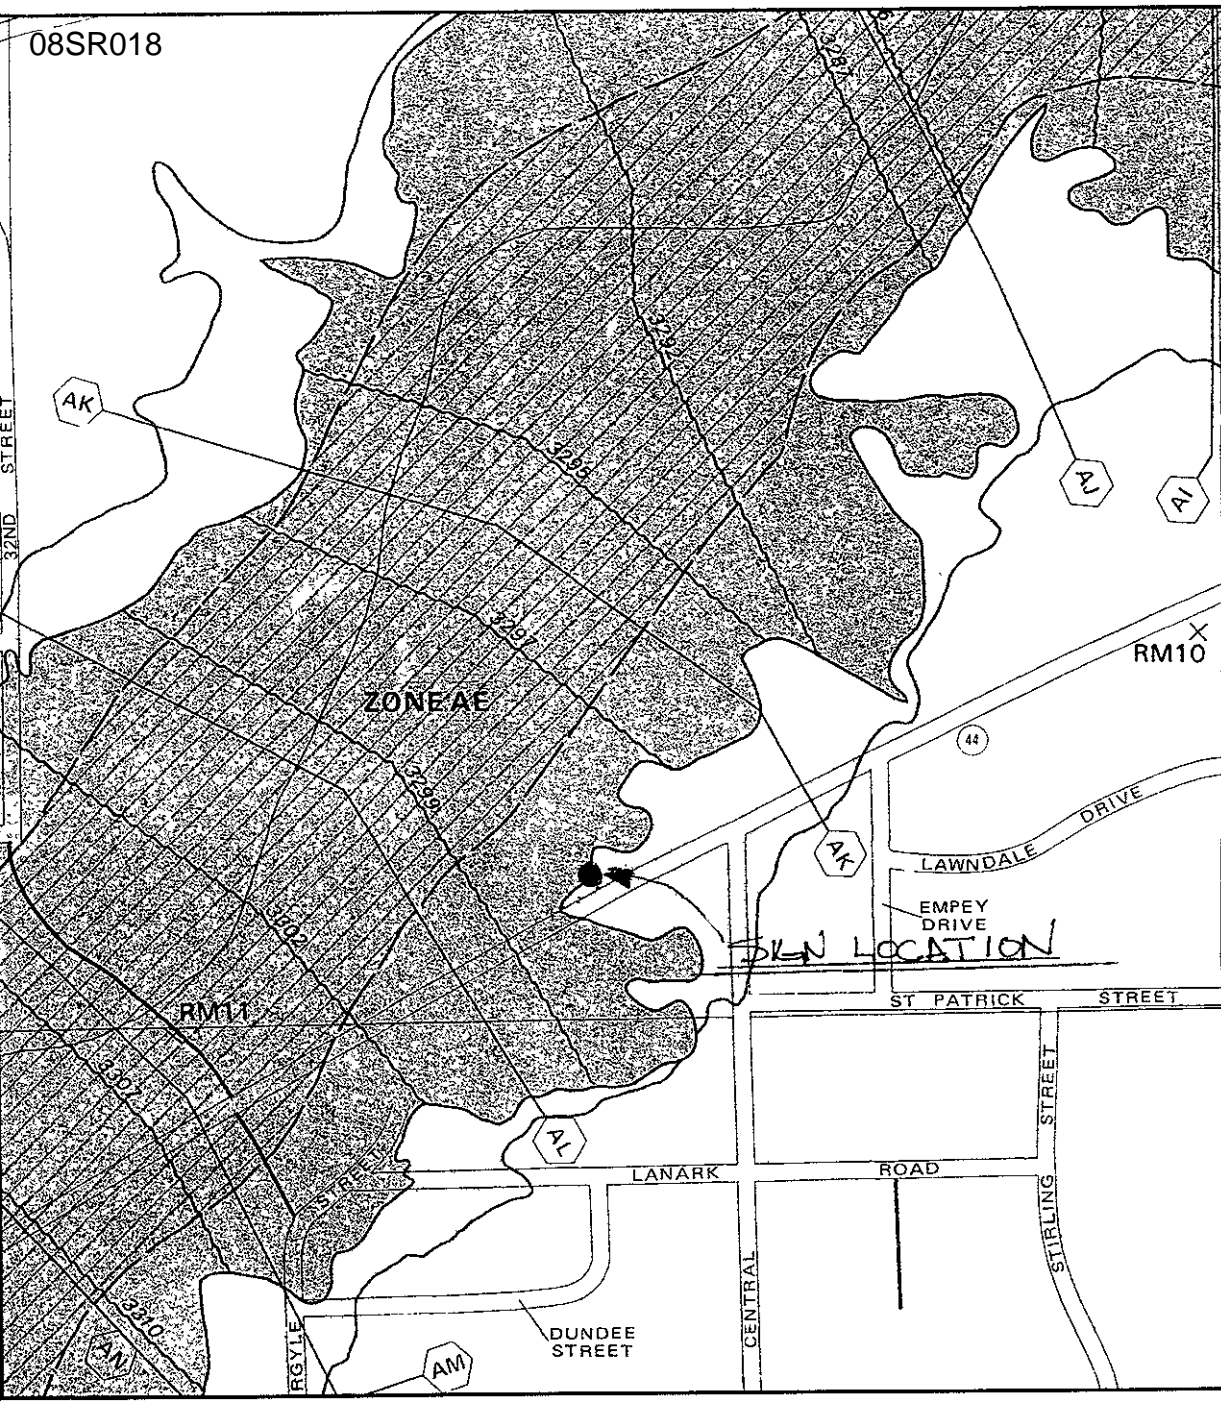 08SR018
3287
3292
AK
32ND STREET
3295
AJ
AI
3297
RM10
ZONE AE
44
3299
DRIVE
LAWNDALE
AK
EMPEY
DRIVE
3302
SIGN LOCATION
ST PATRICK STREET
RM11
3307
STREET
AL
LANARK ROAD
STREET
STIRLING STREET
CENTRAL
3310
DUNDEE
STREET
AN
RGYLE
AM